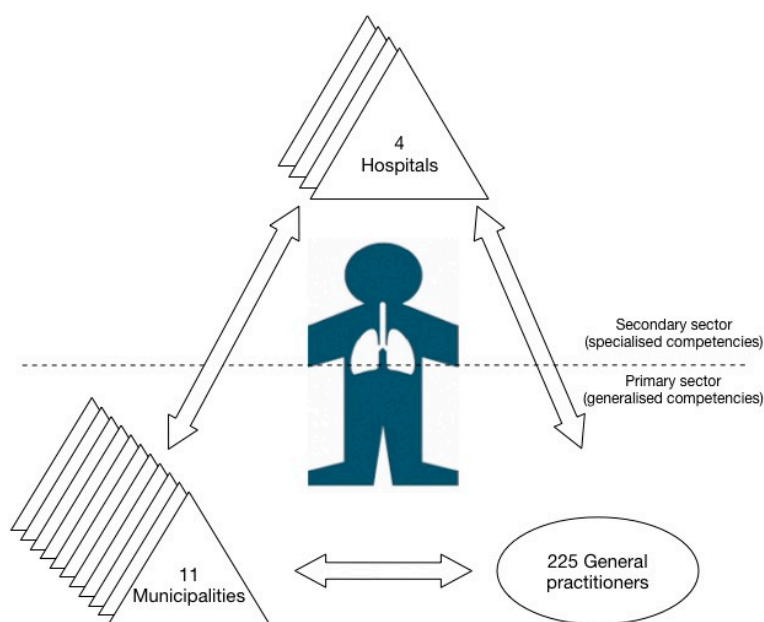 4
Hospitals
Secondary sector
(specialised competencies)
Primary sector
(generalised competencies)
11
Municipalities
225 General
practitioners